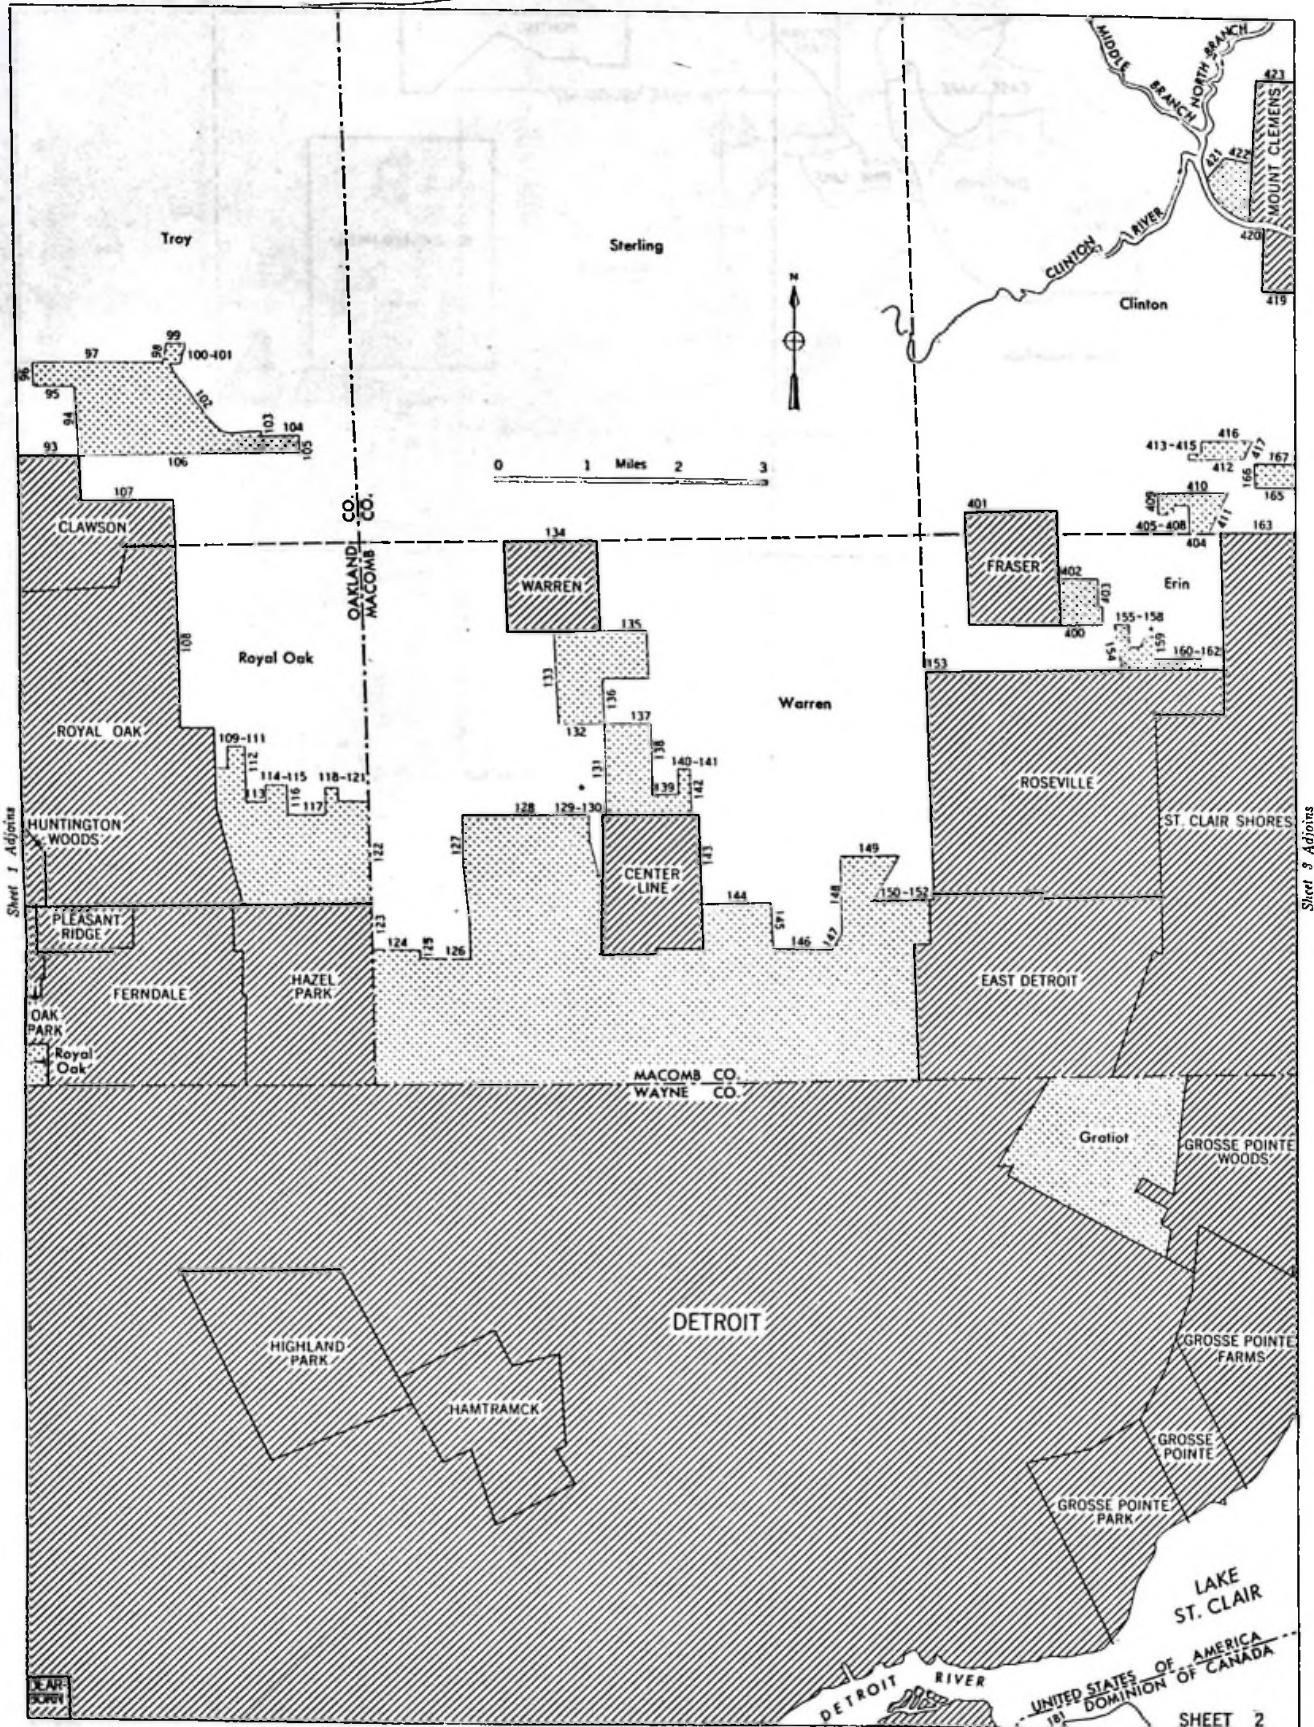 MIDDLE BRANCH
NORTH BRANCH
423
MOUNT CLEMENS
421
422
420
419
Troy
Sterling
CLINTON RIVER
Clinton
N
99
98
97
100-401
96
95
94
102
103
104
105
93
106
107
0 1 Miles 2 3
416
413-415
417
412
167
166
165
410
409
411
405-408
404
163
401
CLAWSON
OAKLAND CO.
MACOMB CO.
134
WARREN
FRASER
402
403
Erin
400
155-158
159
154
160-162
153
108
Royal Oak
135
133
136
132
137
Warren
138
131
140-141
139
142
ROYAL OAK
109-111
112
114-115
118-121
113
116
117
ROSEVILLE
ST. CLAIR SHORES
HUNTINGTON WOODS
122
127
128
129-130
143
CENTER LINE
149
148
150-152
144
145
146
147
Sheet 1 Adjoins
Sheet 3 Adjoins
PLEASANT RIDGE
123
124
125
126
FERNDALE
HAZEL PARK
EAST DETROIT
OAK PARK
Royal Oak
MACOMB CO.
WAYNE CO.
Gratiot
GROSSE POINTE WOODS
DETROIT
HIGHLAND PARK
HAMTRAMCK
GROSSE POINTE FARMS
GROSSE POINTE
GROSSE POINTE PARK
LAKE ST. CLAIR
DEAR-
BORN
DETROIT RIVER
UNITED STATES OF AMERICA
DOMINION OF CANADA
181
SHEET 2